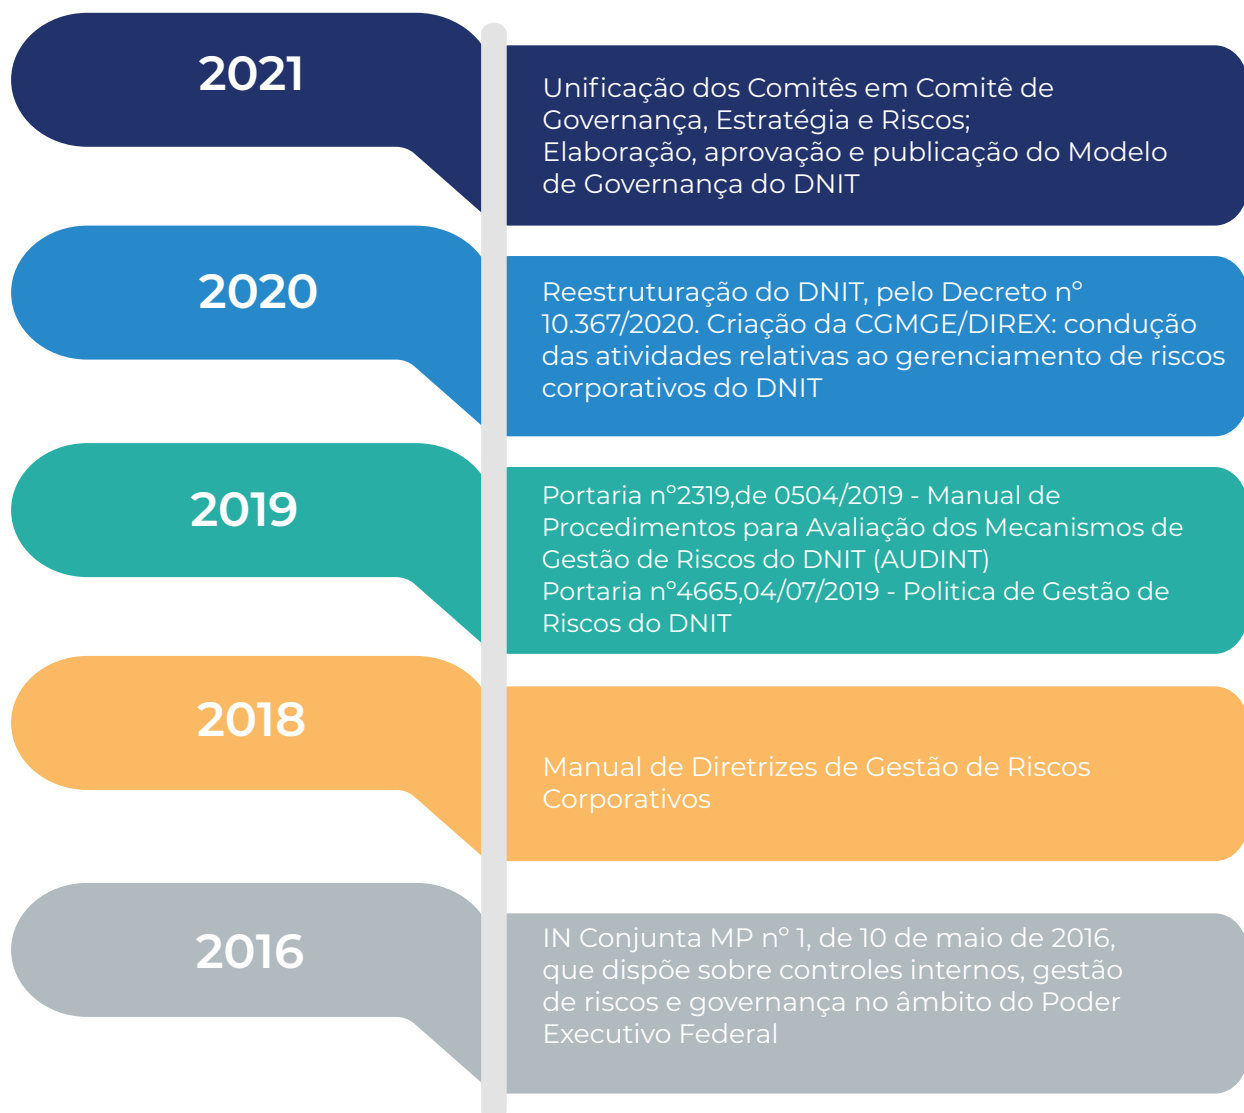 2021
Unificação dos Comitês em Comitê de
Governança, Estratégia e Riscos;
Elaboração, aprovação e publicação do Modelo
de Governança do DNIT
2020
Reestruturação do DNIT, pelo Decreto nº
10.367/2020. Criação da CGMGE/DIREX: condução
das atividades relativas ao gerenciamento de riscos
corporativos do DNIT
2019
Portaria nº2319,de 0504/2019 - Manual de
Procedimentos para Avaliação dos Mecanismos de
Gestão de Riscos do DNIT (AUDINT)
Portaria nº4665,04/07/2019 - Politica de Gestão de
Riscos do DNIT
2018
Manual de Diretrizes de Gestão de Riscos
Corporativos
2016
IN Conjunta MP nº 1, de 10 de maio de 2016,
que dispõe sobre controles internos, gestão
de riscos e governança no âmbito do Poder
Executivo Federal